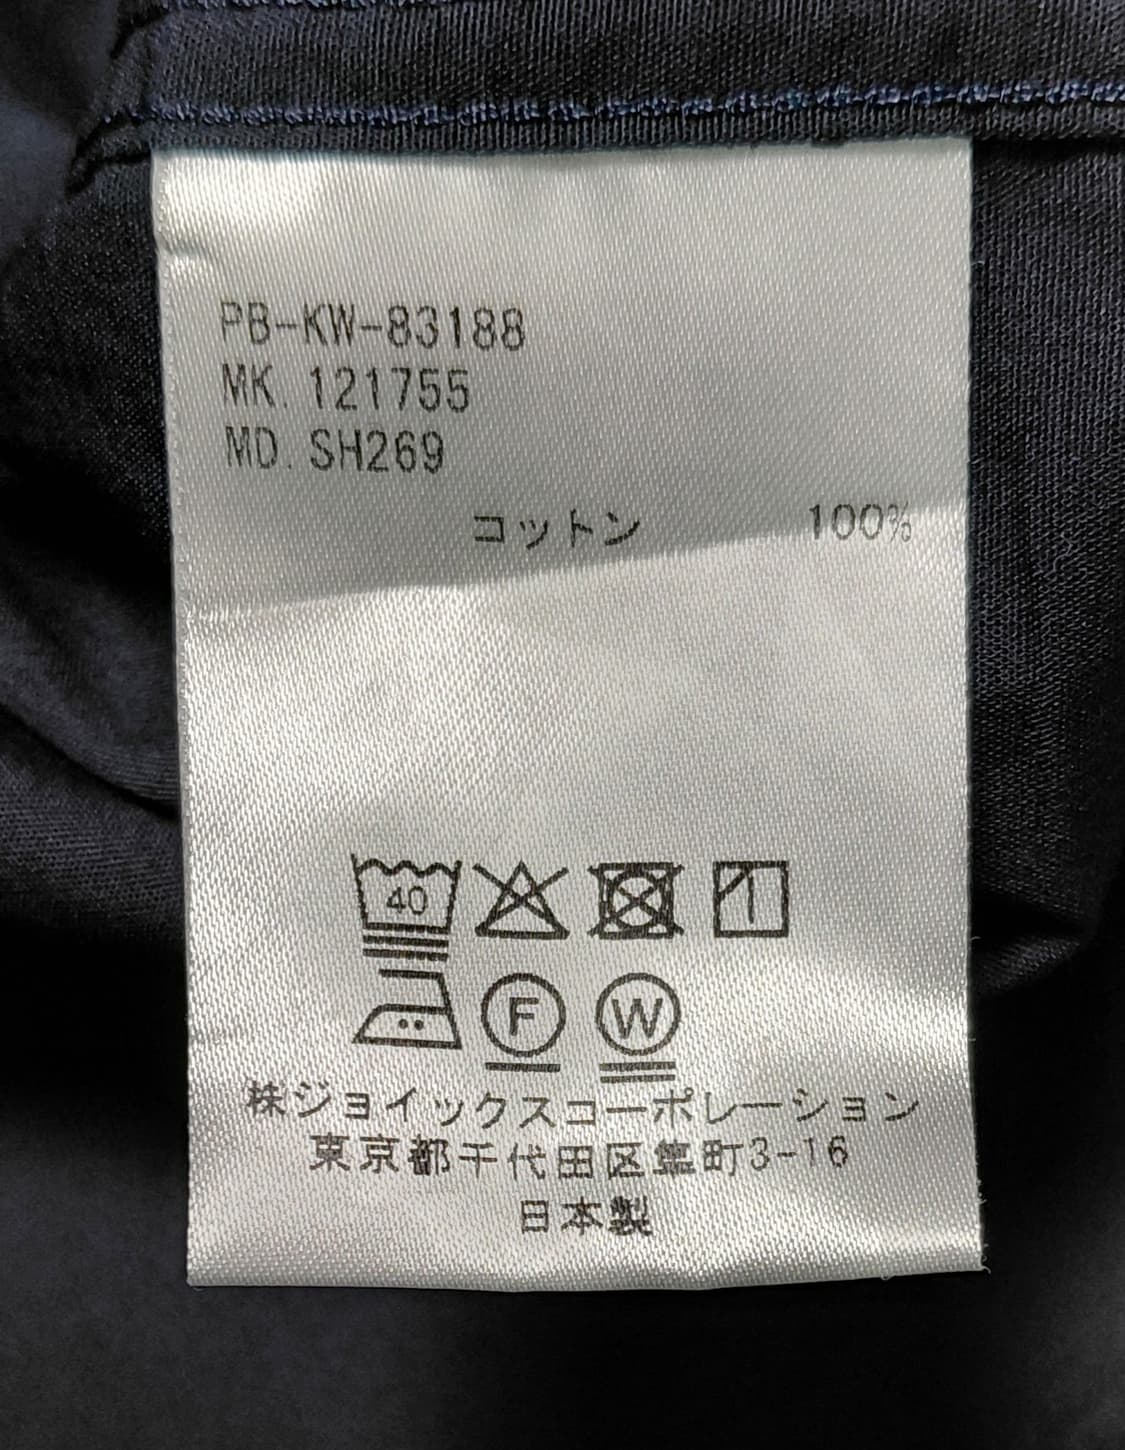 PB-KW-83188
MK. 121755
MD. SH269
コットン 100%
40
F W
株ジョイックスコーポレーション
東京都千代田区隼町3-16
日本製